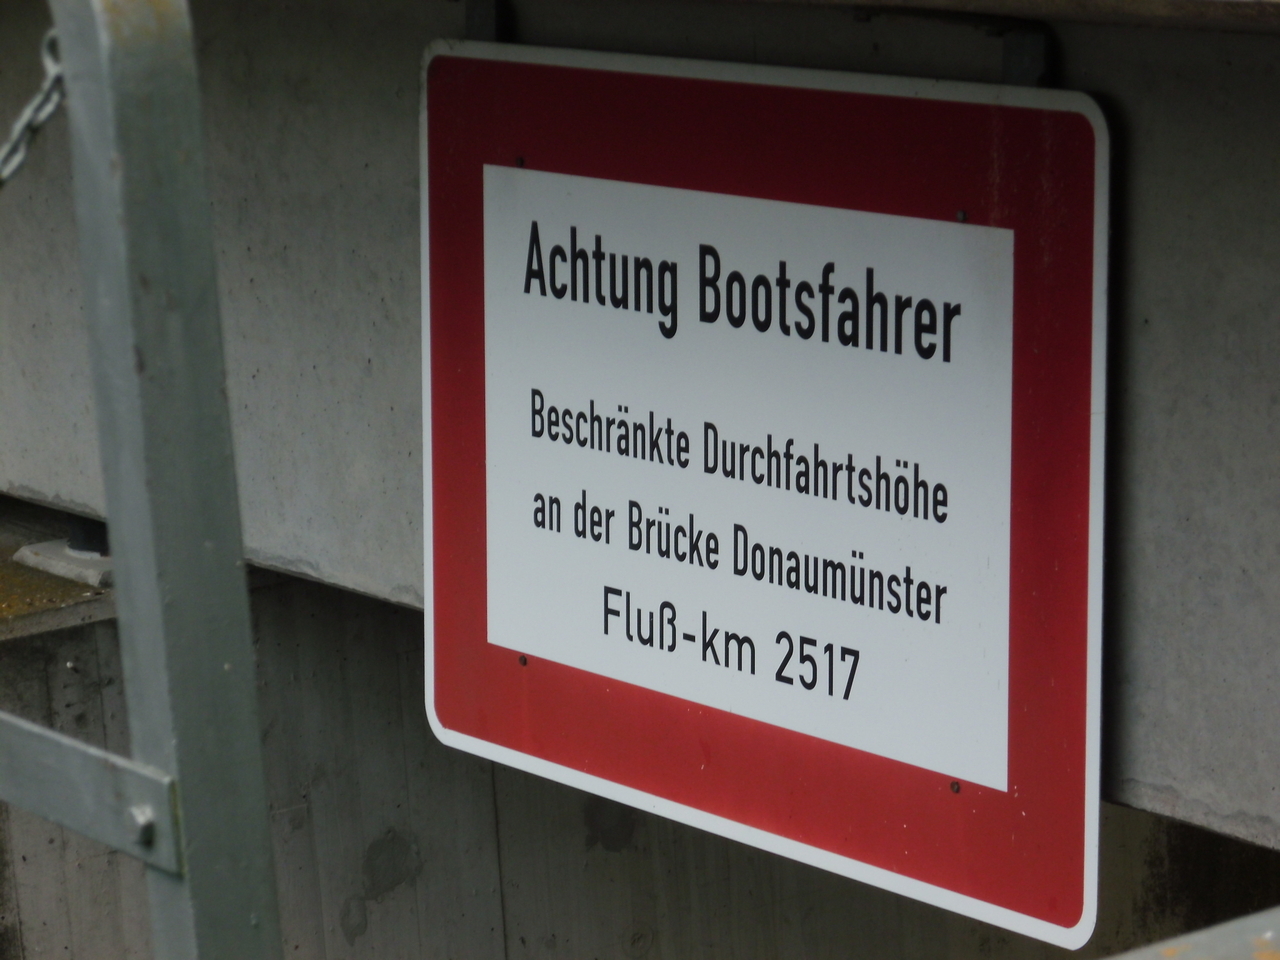 Achtung Bootsfahrer
Beschränkte Durchfahrtshöhe
an der Brücke Donaumünster
Fluß-km 2517